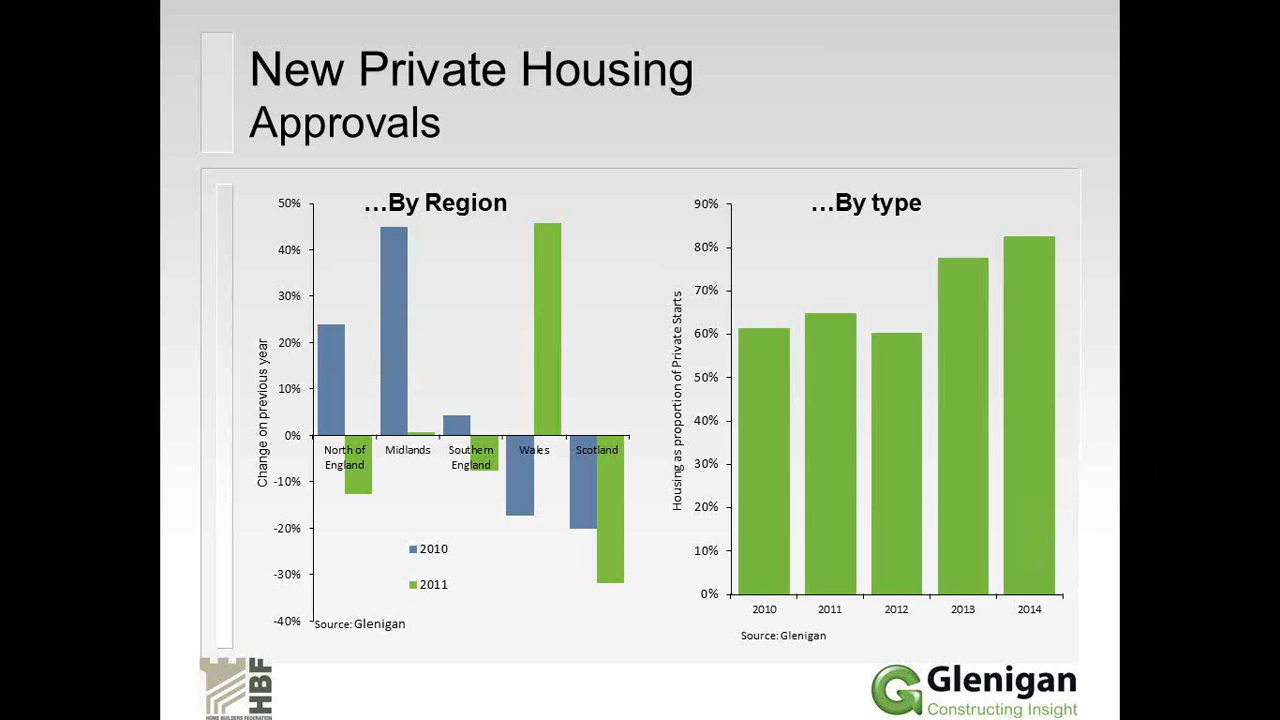 New Private Housing
Approvals
…By Region
50%
40%
30%
20%
10%
0%
-10%
-20%
-30%
-40%
Change on previous year
North of
England
Midlands
Southern
England
Wales
Scotland
2010
2011
Source: Glenigan
…By type
90%
80%
70%
60%
50%
40%
30%
20%
10%
0%
Housing as proportion of Private Starts
2010
2011
2012
2013
2014
Source: Glenigan
HBF
HOME BUILDERS FEDERATION
G
Glenigan
Constructing Insight